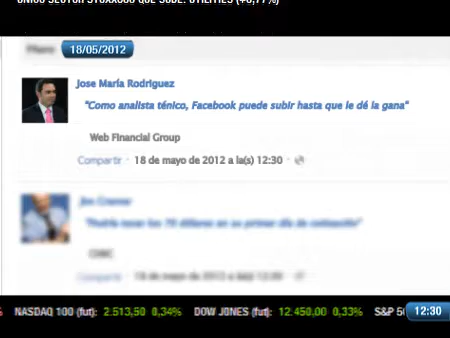 ÚNICO SECTOR STOXX600 QUE SUBE: UTILITIES (+0,77%)
18/05/2012
Jose María Rodriguez
"Como analista ténico, Facebook puede subir hasta que le dé la gana"
Web Financial Group
Compartir · 18 de mayo de 2012 a la(s) 12:30 ·
Jim Cramer
CNBC
% NASDAQ 100 (fut): 2.513,50 0,34% DOW JONES (fut): 12.450,00 0,33% S&P 50
12:30